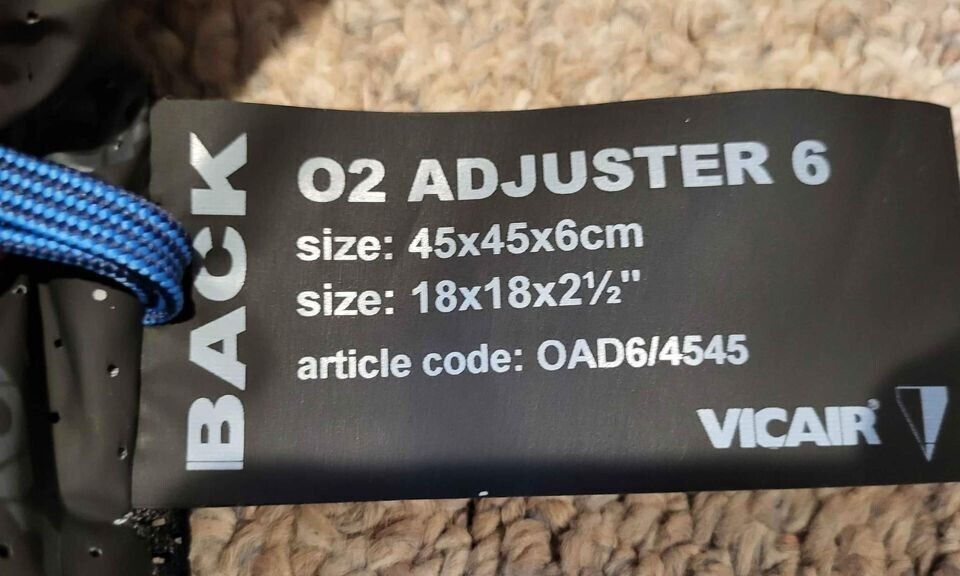 BACK
O2 ADJUSTER 6
size: 45x45x6cm
size: 18x18x2½"
article code: OAD6/4545
VICAIR®